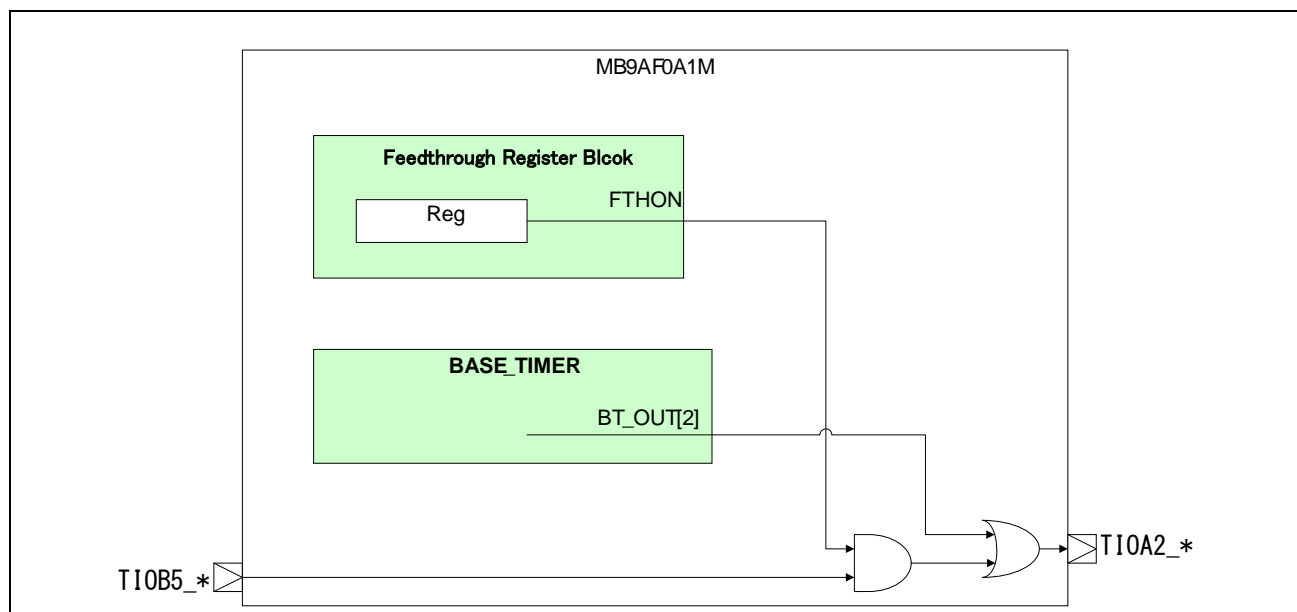 MB9AF0A1M
Feedthrough Register Blcok
FTHON
Reg
BASE_TIMER
BT_OUT[2]
TIOA2_*
TIOB5_*